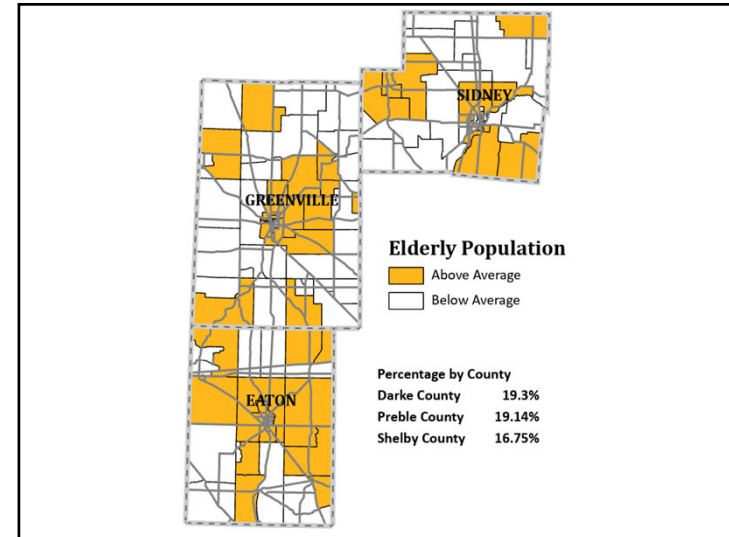 SIDNEY
GREENVILLE
Elderly Population
Above Average
Below Average
Percentage by County
Darke County 19.3%
Preble County 19.14%
Shelby County 16.75%
EATON